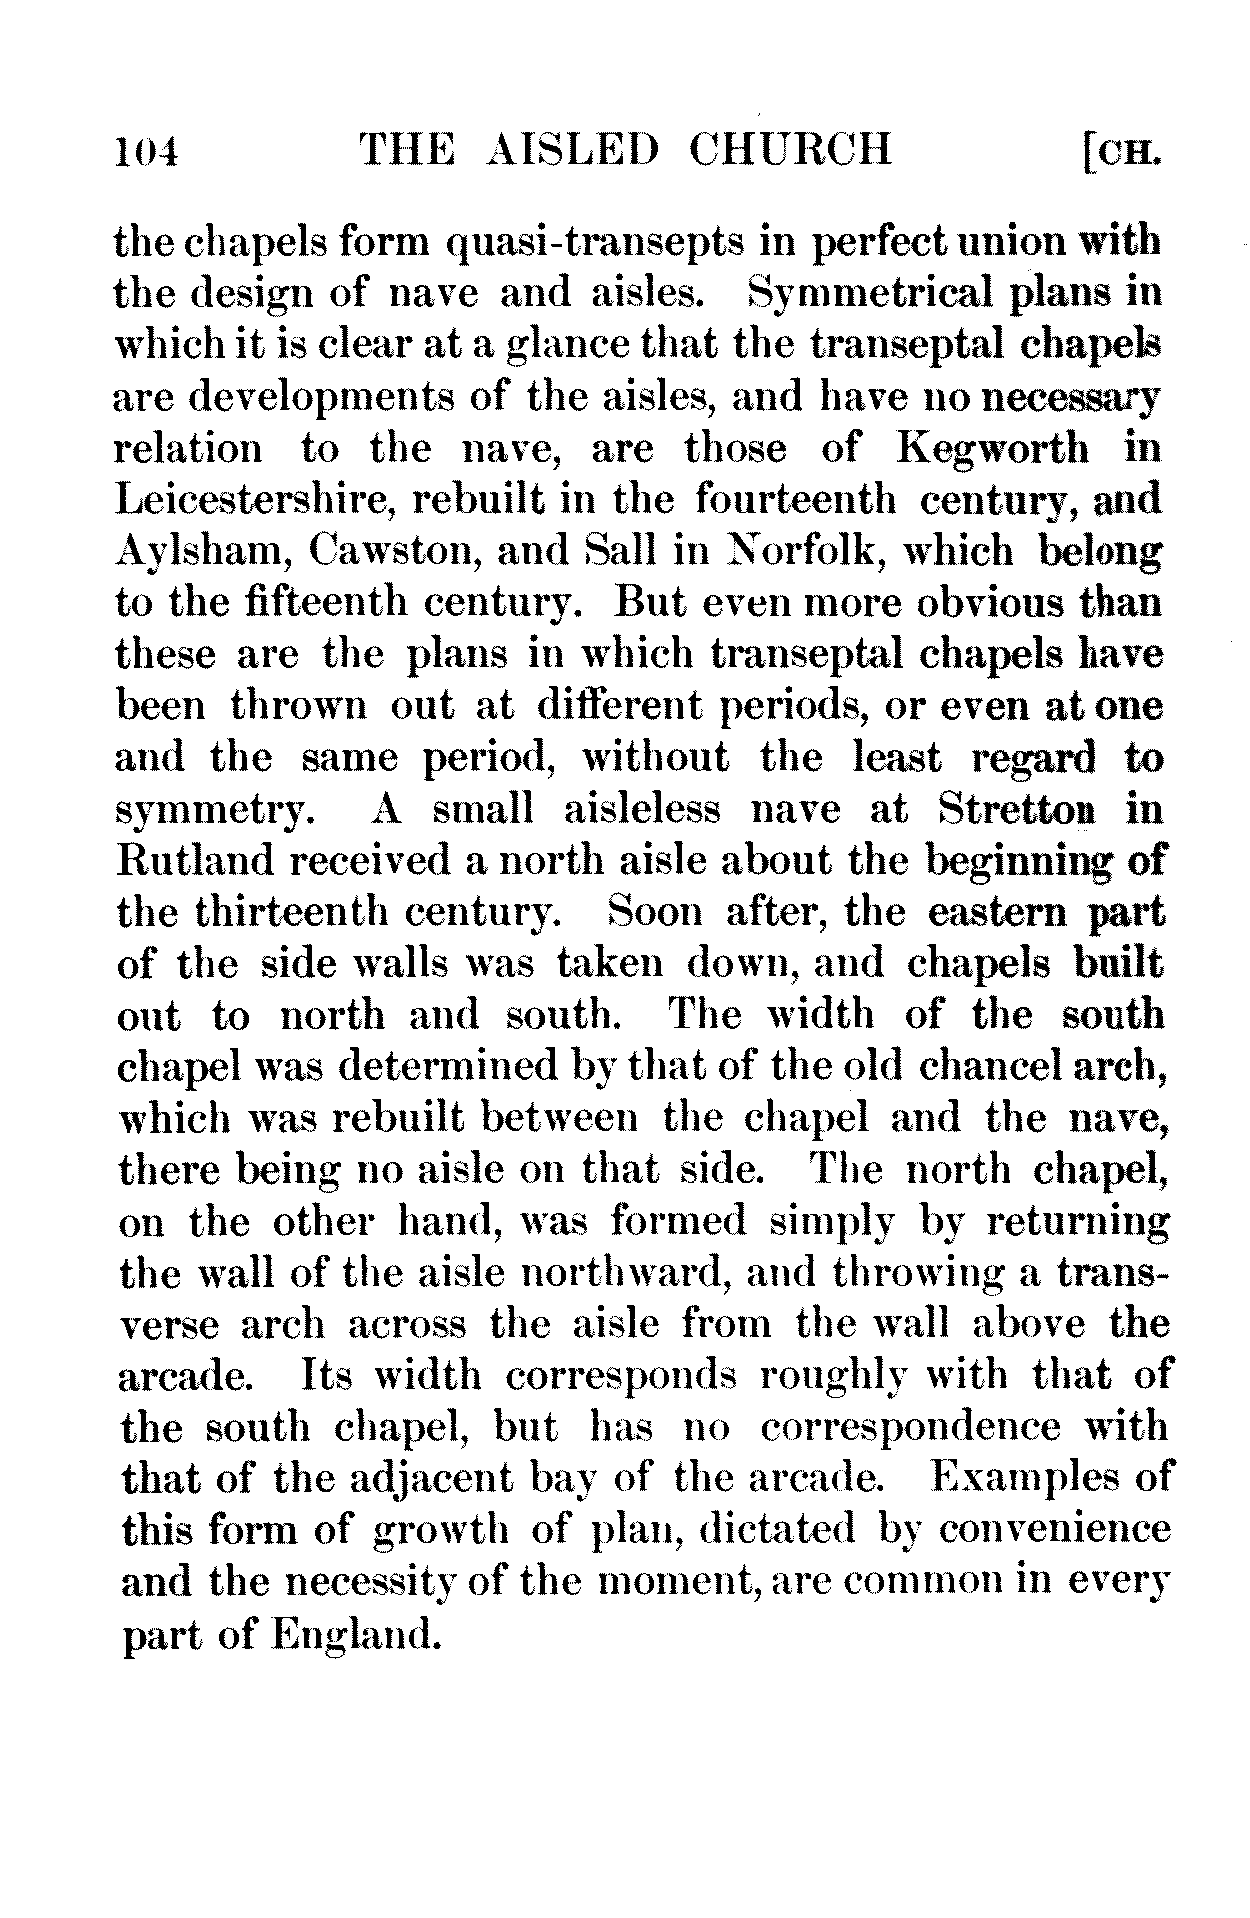 104 THE AISLED CHURCH [CH.
the chapels form quasi-transepts in perfect union with
the design of nave and aisles. Symmetrical plans in
which it is clear at a glance that the transeptal chapels
are developments of the aisles, and have no necessary
relation to the nave, are those of Kegworth in
Leicestershire, rebuilt in the fourteenth century, and
Aylsham, Cawston, and Sall in Norfolk, which belong
to the fifteenth century. But even more obvious than
these are the plans in which transeptal chapels have
been thrown out at different periods, or even at one
and the same period, without the least regard to
symmetry. A small aisleless nave at Stretton in
Rutland received a north aisle about the beginning of
the thirteenth century. Soon after, the eastern part
of the side walls was taken down, and chapels built
out to north and south. The width of the south
chapel was determined by that of the old chancel arch,
which was rebuilt between the chapel and the nave,
there being no aisle on that side. The north chapel,
on the other hand, was formed simply by returning
the wall of the aisle northward, and throwing a trans-
verse arch across the aisle from the wall above the
arcade. Its width corresponds roughly with that of
the south chapel, but has no correspondence with
that of the adjacent bay of the arcade. Examples of
this form of growth of plan, dictated by convenience
and the necessity of the moment, are common in every
part of England.